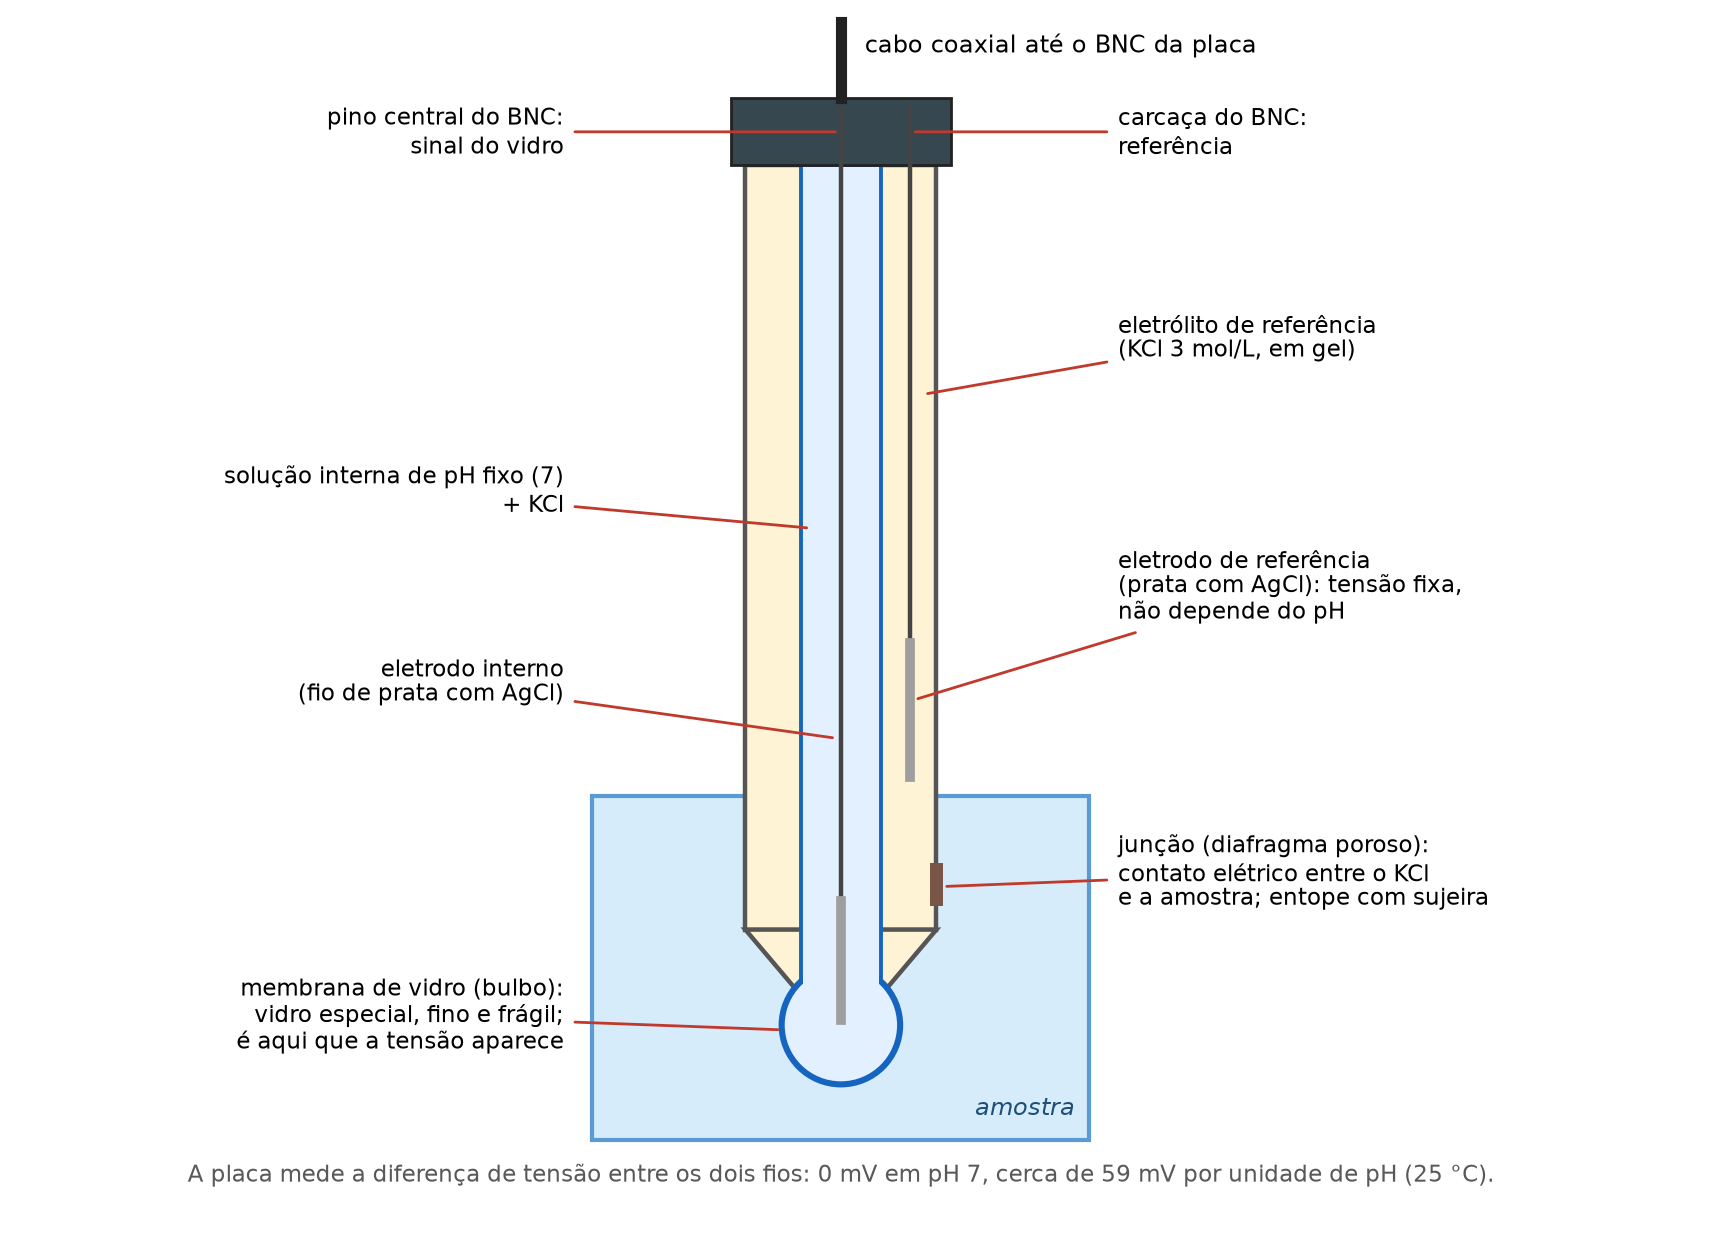 cabo coaxial até o BNC da placa
pino central do BNC:
sinal do vidro
carcaça do BNC:
referência
eletrólito de referência
(KCl 3 mol/L, em gel)
solução interna de pH fixo (7)
+ KCl
eletrodo de referência
(prata com AgCl): tensão fixa,
não depende do pH
eletrodo interno
(fio de prata com AgCl)
junção (diafragma poroso):
contato elétrico entre o KCl
e a amostra; entope com sujeira
membrana de vidro (bulbo):
vidro especial, fino e frágil;
é aqui que a tensão aparece
amostra
A placa mede a diferença de tensão entre os dois fios: 0 mV em pH 7, cerca de 59 mV por unidade de pH (25 °C).